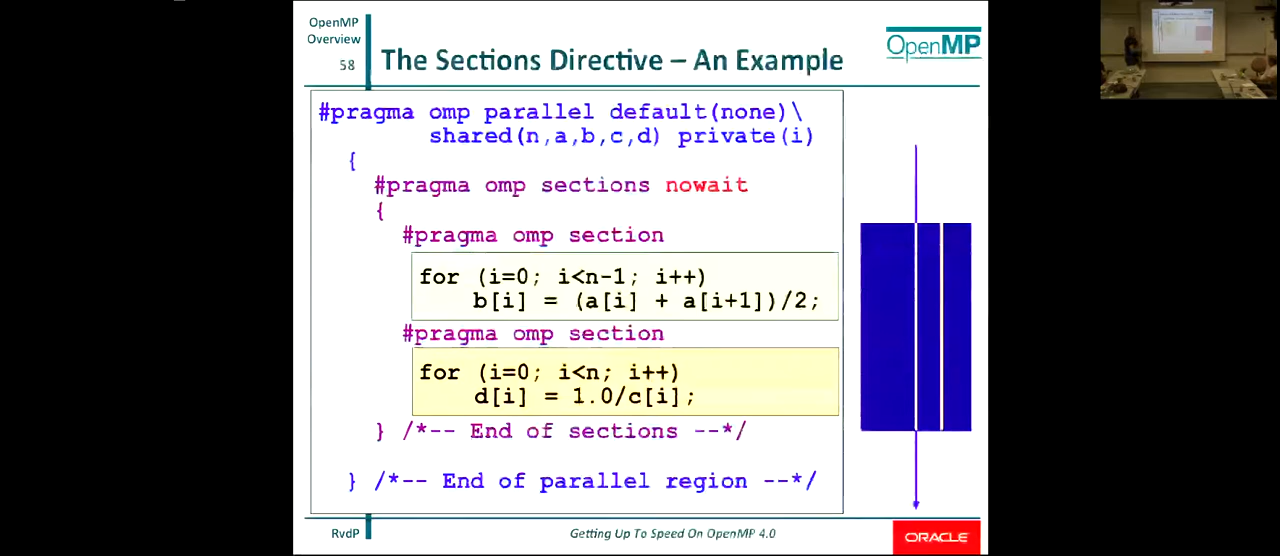 OpenMP
Overview
58
The Sections Directive – An Example
OpenMP
#pragma omp parallel default(none)\
shared(n,a,b,c,d) private(i)
{
#pragma omp sections nowait
{
#pragma omp section
for (i=0; i<n-1; i++)
b[i] = (a[i] + a[i+1])/2;
#pragma omp section
for (i=0; i<n; i++)
d[i] = 1.0/c[i];
} /*-- End of sections --*/
} /*-- End of parallel region --*/
RvdP
Getting Up To Speed On OpenMP 4.0
ORACLE